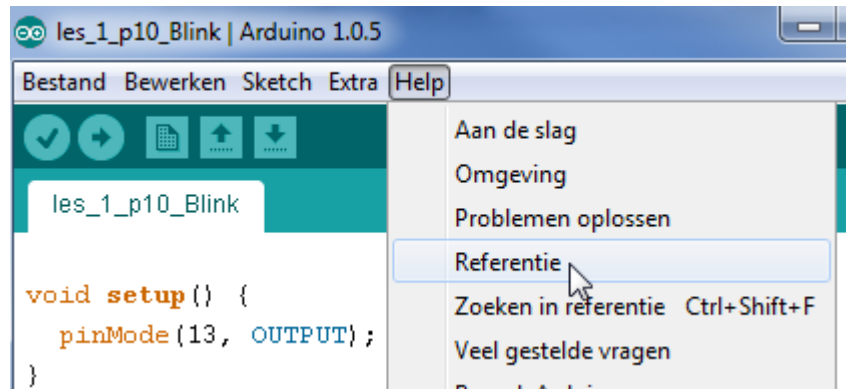 les_1_p10_Blink | Arduino 1.0.5
Bestand Bewerken Sketch Extra Help
Aan de slag
Omgeving
les_1_p10_Blink
Problemen oplossen
Referentie
void setup() {
Zoeken in referentie Ctrl+Shift+F
pinMode(13, OUTPUT);
Veel gestelde vragen
}